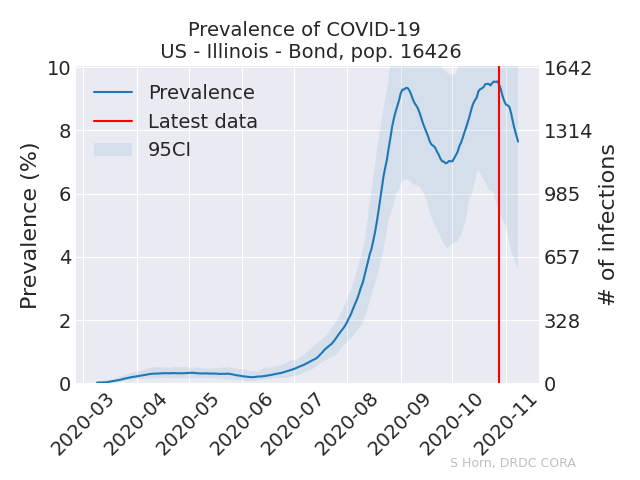 Prevalence of COVID-19
US - Illinois - Bond, pop. 16426
Prevalence (%)
10
8
6
4
2
0
Prevalence
Latest data
95CI
1642
1314
985
657
328
0
# of infections
2020-03
2020-04
2020-05
2020-06
2020-07
2020-08
2020-09
2020-10
2020-11
S Horn, DRDC CORA